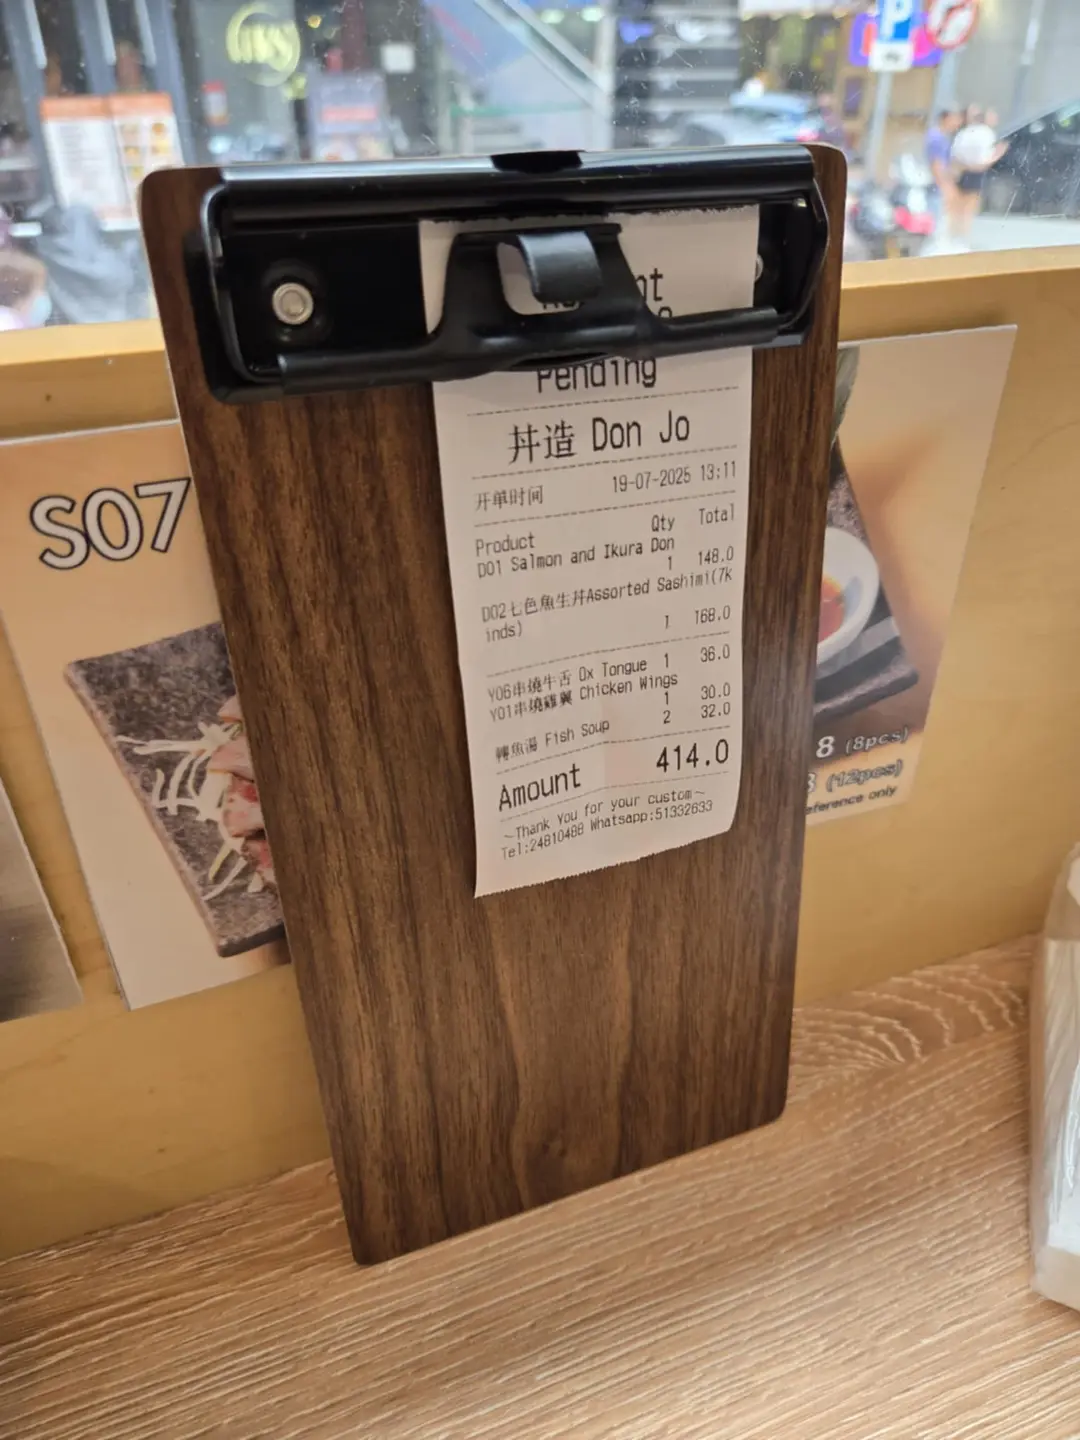 P
S07
Pending
丼造 Don Jo
开单时间 19-07-2025 13:11
Product Qty Total
D01 Salmon and Ikura Don
1 148.0
D02七色魚生丼Assorted Sashimi(7k
inds) 1 168.0
Y06串燒牛舌 Ox Tongue 1 36.0
Y01串燒雞翼 Chicken Wings
1 30.0
魚湯 Fish Soup 2 32.0
Amount 414.0
~Thank You for your custom~
Tel:24810488 Whatsapp:51332633
8 (8pcs)
(12pcs)
only